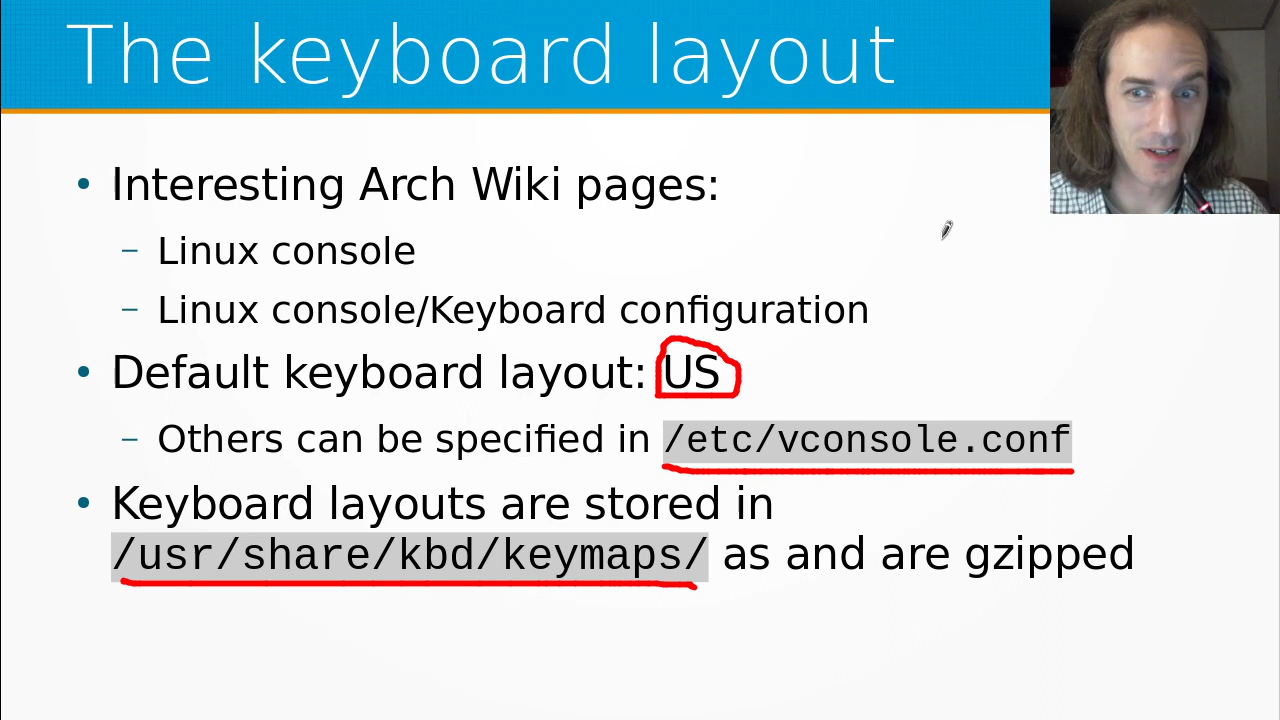 The keyboard layout
• Interesting Arch Wiki pages:
– Linux console
– Linux console/Keyboard configuration
• Default keyboard layout: US
– Others can be specified in /etc/vconsole.conf
• Keyboard layouts are stored in
/usr/share/kbd/keymaps/ as and are gzipped